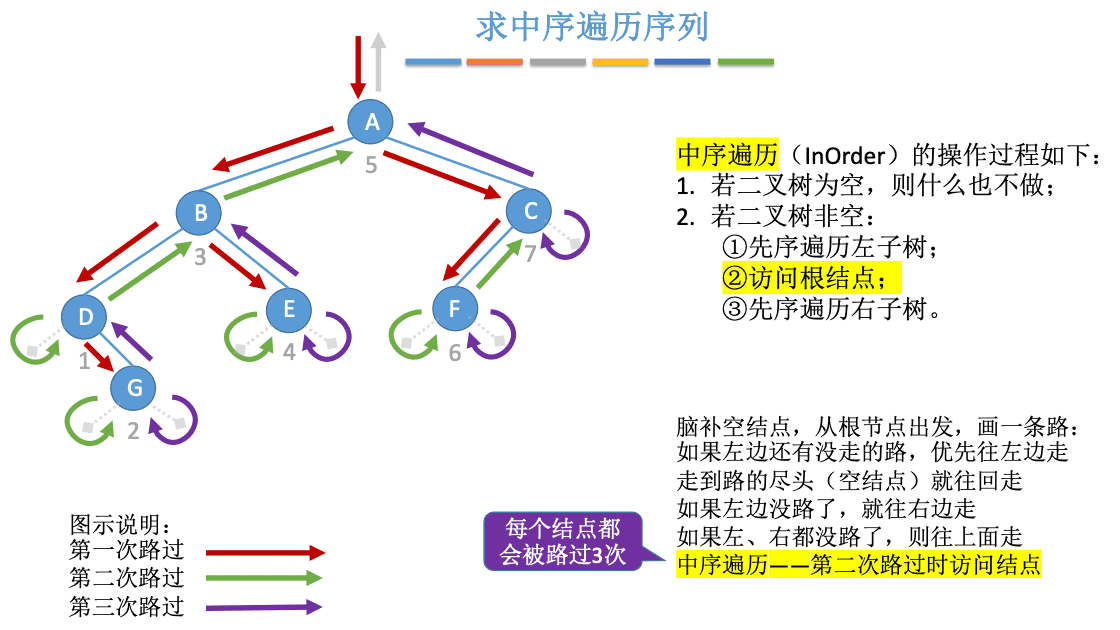 求中序遍历序列
A
5
B
C
3
7
D
E
F
1
4
6
G
2
中序遍历（InOrder）的操作过程如下：
1. 若二叉树为空，则什么也不做；
2. 若二叉树非空：
①先序遍历左子树；
②访问根结点；
③先序遍历右子树。
脑补空结点，从根节点出发，画一条路：
如果左边还有没走的路，优先往左边走
走到路的尽头（空结点）就往回走
如果左边没路了，就往右边走
如果左、右都没路了，则往上面走
中序遍历——第二次路过时访问结点
每个结点都
会被路过3次
图示说明：
第一次路过
第二次路过
第三次路过